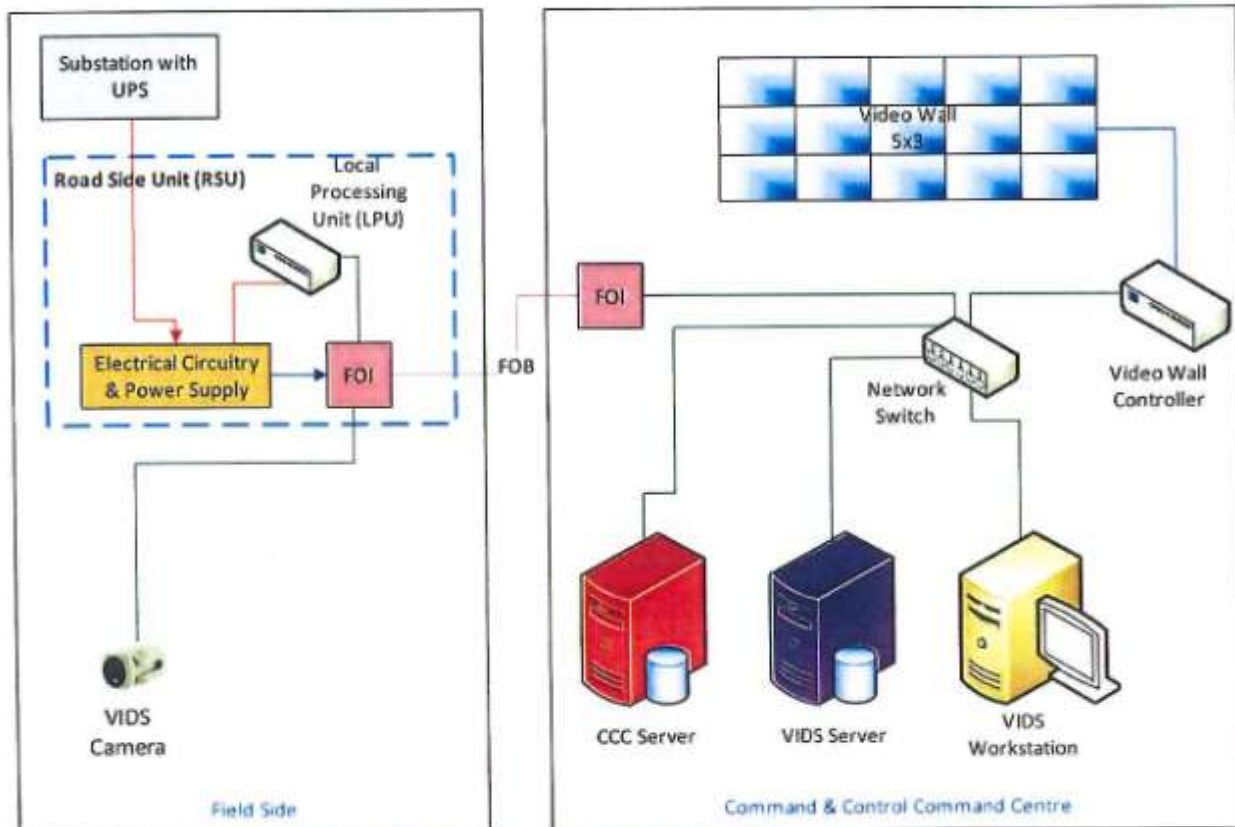 Substation with
UPS
Road Side Unit (RSU)
Local
Processing
Unit (LPU)
Electrical Circuitry
& Power Supply
FOI
FOB
VIDS
Camera
Field Side
Video Wall
5x3
FOI
Network
Switch
Video Wall
Controller
CCC Server
VIDS Server
VIDS
Workstation
Command & Control Command Centre